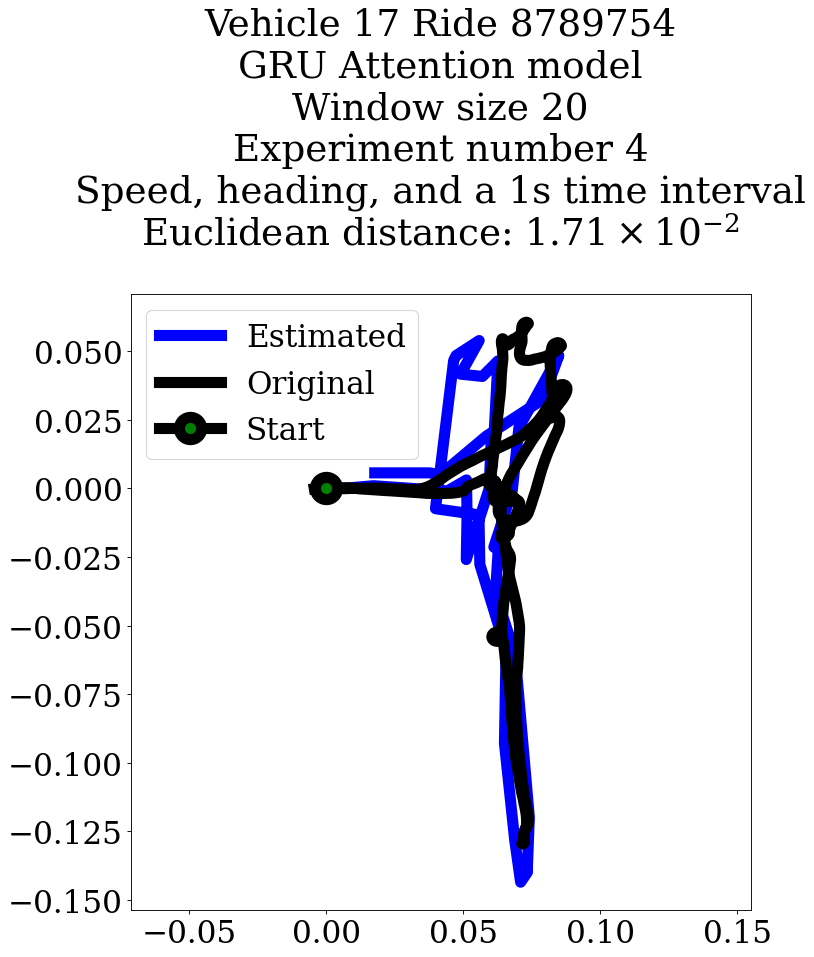 Vehicle 17 Ride 8789754
GRU Attention model
Window size 20
Experiment number 4
Speed, heading, and a 1s time interval
Euclidean distance: 1.71 × 10⁻²
Estimated
Original
Start
0.050
0.025
0.000
−0.025
−0.050
−0.075
−0.100
−0.125
−0.150
−0.05 0.00 0.05 0.10 0.15